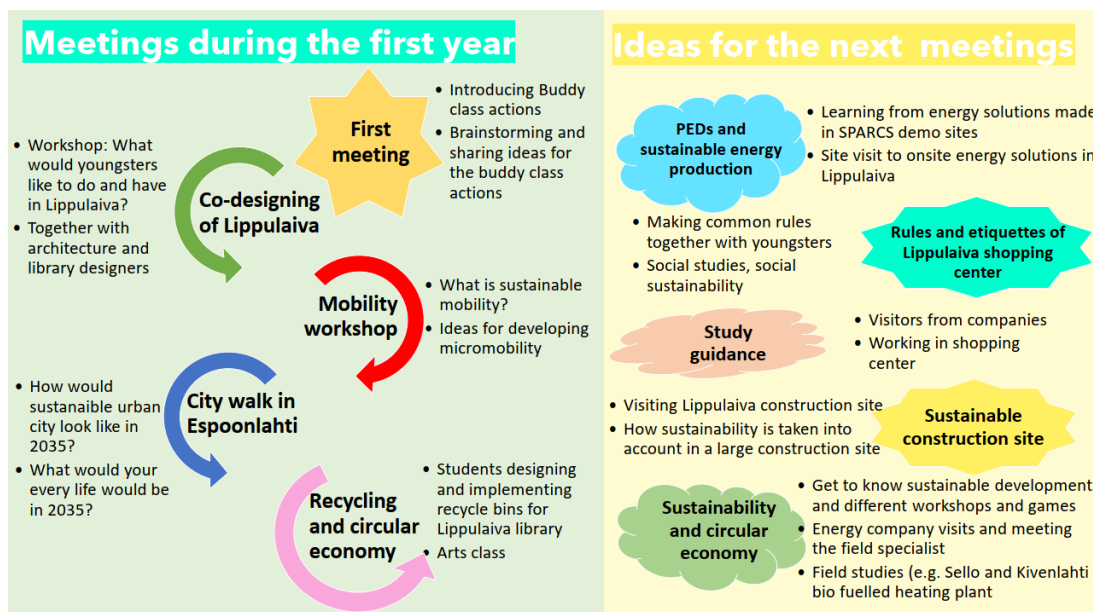 Meetings during the first year
First
meeting
• Introducing Buddy
class actions
• Brainstorming and
sharing ideas for
the buddy class
actions
• Workshop: What
would youngsters
like to do and have
in Lippulaiva?
• Together with
architecture and
library designers
Co-designing
of Lippulaiva
Mobility
workshop
• What is sustainable
mobility?
• Ideas for developing
micromobility
• How would
sustanaible urban
city look like in
2035?
• What would your
every life would be
in 2035?
City walk in
Espoonlahti
Recycling
and circular
economy
• Students designing
and implementing
recycle bins for
Lippulaiva library
• Arts class
Ideas for the next meetings
PEDs and
sustainable energy
production
• Learning from energy solutions made
in SPARCS demo sites
• Site visit to onsite energy solutions in
Lippulaiva
• Making common rules
together with youngsters
• Social studies, social
sustainability
Rules and etiquettes of
Lippulaiva shopping
center
Study
guidance
• Visitors from companies
• Working in shopping
center
• Visiting Lippulaiva construction site
• How sustainability is taken into
account in a large construction site
Sustainable
construction site
Sustainability
and circular
economy
• Get to know sustainable development
and different workshops and games
• Energy company visits and meeting
the field specialist
• Field studies (e.g. Sello and Kivenlahti
bio fuelled heating plant